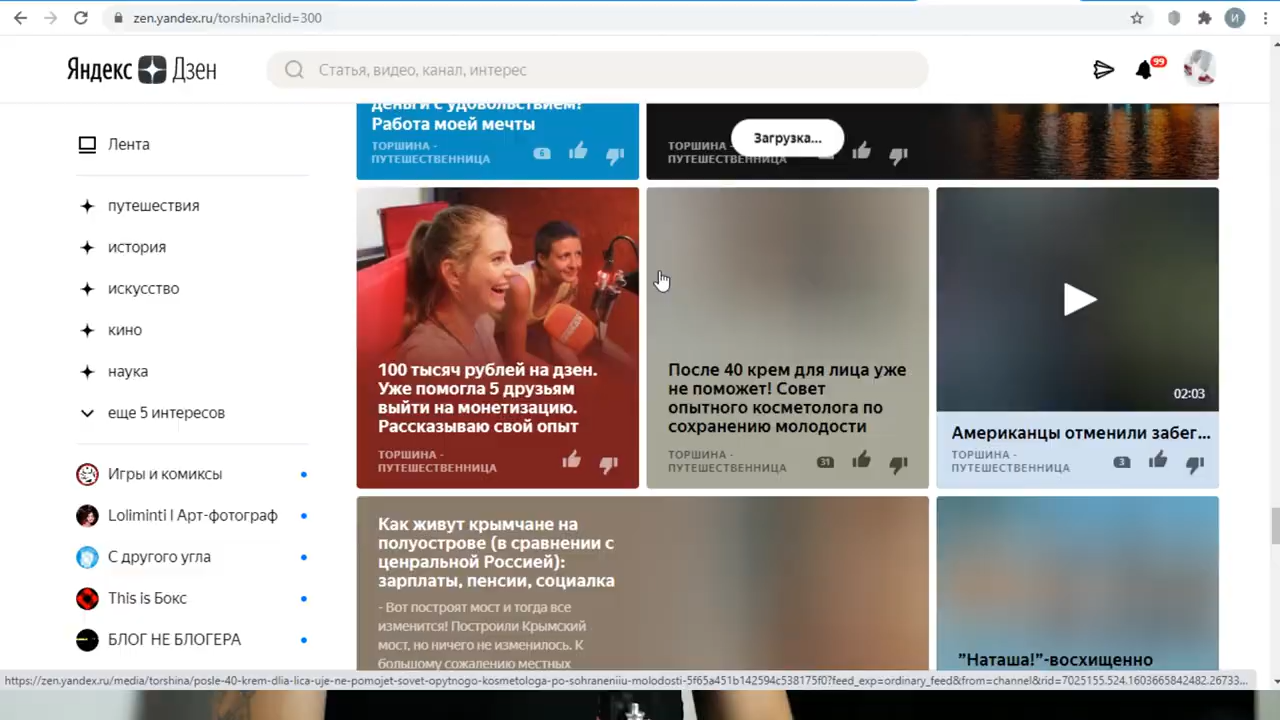 zen.yandex.ru/torshina?clid=300
И
Яндекс Дзен
Статья, видео, канал, интерес
99
Лента
путешествия
история
искусство
кино
наука
еще 5 интересов
Игры и комиксы
Loliminti l Арт-фотограф
С другого угла
This is Бокс
БЛОГ НЕ БЛОГЕРА
деньги с удовольствием!
Работа моей мечты
ТОРШИНА -
ПУТЕШЕСТВЕННИЦА
6
Загрузка...
ТОРШИНА -
ПУТЕШЕСТВЕННИЦА
100 тысяч рублей на дзен.
Уже помогла 5 друзьям
выйти на монетизацию.
Рассказываю свой опыт
ТОРШИНА -
ПУТЕШЕСТВЕННИЦА
После 40 крем для лица уже
не поможет! Совет
опытного косметолога по
сохранению молодости
ТОРШИНА -
ПУТЕШЕСТВЕННИЦА
31
02:03
Американцы отменили забег...
ТОРШИНА -
ПУТЕШЕСТВЕННИЦА
3
Как живут крымчане на
полуострове (в сравнении с
ценральной Россией):
зарплаты, пенсии, социалка
- Вот построят мост и тогда все
изменится! Построили Крымский
мост, но ничего не изменилось. К
большому сожалению местных
"Наташа!"-восхищенно
https://zen.yandex.ru/media/torshina/posle-40-krem-dlia-lica-uje-ne-pomojet-sovet-opytnogo-kosmetologa-po-sohraneniiu-molodosti-5f65a451b142594c538175f0?feed_exp=ordinary_feed&from=channel&rid=7025155.524.1603665842482.26733...